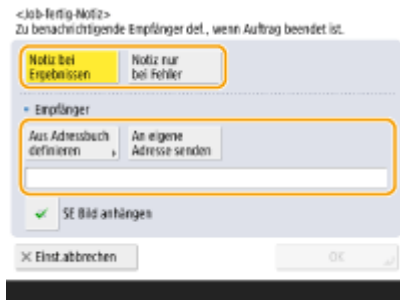 <Job-fertig-Notiz>
Zu benachrichtigende Empfänger def., wenn Auftrag beendet ist.
Notiz bei
Ergebnissen
Notiz nur
bei Fehler
Empfänger
Aus Adressbuch
definieren
An eigene
Adresse senden
SE Bild anhängen
× Einst.abbrechen
OK